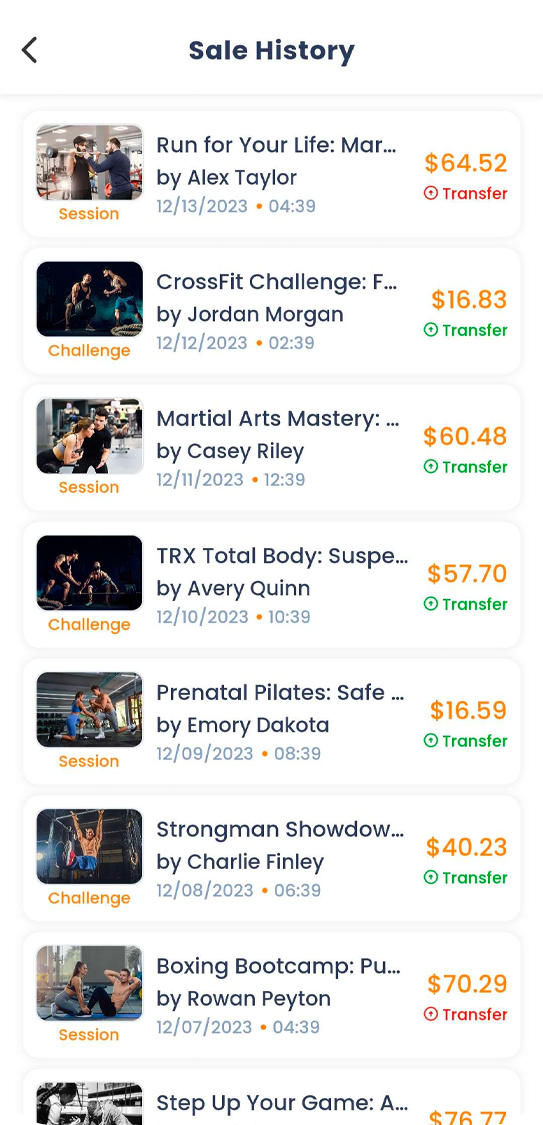 Sale History
Run for Your Life: Mar...
by Alex Taylor
12/13/2023 • 04:39
$64.52
Transfer
Session
CrossFit Challenge: F...
by Jordan Morgan
12/12/2023 • 02:39
$16.83
Transfer
Challenge
Martial Arts Mastery: ...
by Casey Riley
12/11/2023 • 12:39
$60.48
Transfer
Session
TRX Total Body: Suspe...
by Avery Quinn
12/10/2023 • 10:39
$57.70
Transfer
Challenge
Prenatal Pilates: Safe ...
by Emory Dakota
12/09/2023 • 08:39
$16.59
Transfer
Session
Strongman Showdow...
by Charlie Finley
12/08/2023 • 06:39
$40.23
Transfer
Challenge
Boxing Bootcamp: Pu...
by Rowan Peyton
12/07/2023 • 04:39
$70.29
Transfer
Session
Step Up Your Game: A...
$76.77